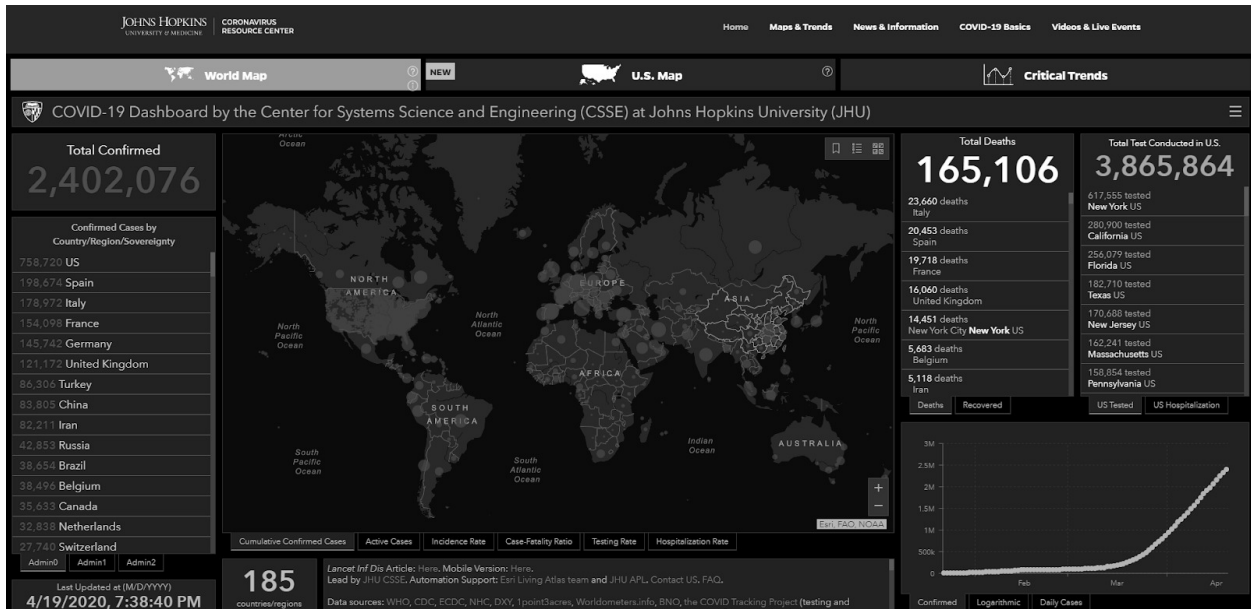 JOHNS HOPKINS
UNIVERSITY & MEDICINE
CORONAVIRUS
RESOURCE CENTER
Home
Maps & Trends
News & Information
COVID-19 Basics
Videos & Live Events
World Map
NEW
U.S. Map
Critical Trends
COVID-19 Dashboard by the Center for Systems Science and Engineering (CSSE) at Johns Hopkins University (JHU)
Total Confirmed
2,402,076
Confirmed Cases by
Country/Region/Sovereignty
758,720 US
198,674 Spain
178,972 Italy
154,098 France
145,742 Germany
121,172 United Kingdom
86,306 Turkey
83,805 China
82,211 Iran
42,853 Russia
38,654 Brazil
38,496 Belgium
35,633 Canada
32,838 Netherlands
27,740 Switzerland
Admin0
Admin1
Admin2
Last Updated at (M/D/YYYY)
4/19/2020, 7:38:40 PM
Arctic
Ocean
NORTH
AMERICA
EUROPE
ASIA
North
Pacific
Ocean
North
Atlantic
Ocean
North
Pacific
Ocean
AFRICA
SOUTH
AMERICA
South
Pacific
Ocean
South
Atlantic
Ocean
Indian
Ocean
AUSTRALIA
+
−
Esri, FAO, NOAA
Cumulative Confirmed Cases
Active Cases
Incidence Rate
Case-Fatality Ratio
Testing Rate
Hospitalization Rate
185
countries/regions
Lancet Inf Dis Article: Here. Mobile Version: Here.
Lead by JHU CSSE. Automation Support: Esri Living Atlas team and JHU APL. Contact US. FAQ.
Data sources: WHO, CDC, ECDC, NHC, DXY, 1point3acres, Worldometers.info, BNO, the COVID Tracking Project (testing and
Total Deaths
165,106
23,660 deaths
Italy
20,453 deaths
Spain
19,718 deaths
France
16,060 deaths
United Kingdom
14,451 deaths
New York City New York US
5,683 deaths
Belgium
5,118 deaths
Iran
Deaths
Recovered
Total Test Conducted in U.S.
3,865,864
617,555 tested
New York US
280,900 tested
California US
256,079 tested
Florida US
182,710 tested
Texas US
170,688 tested
New Jersey US
162,241 tested
Massachusetts US
158,854 tested
Pennsylvania US
US Tested
US Hospitalization
3M
2.5M
2M
1.5M
1M
500k
0
Feb
Mar
Apr
Confirmed
Logarithmic
Daily Cases